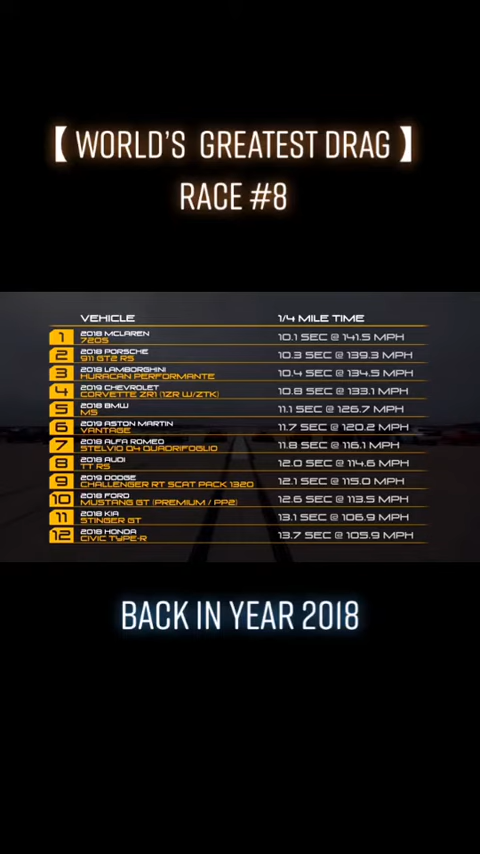 【 WORLD'S GREATEST DRAG 】
RACE #8
VEHICLE 1/4 MILE TIME
1 2018 MCLAREN 10.1 SEC @ 141.5 MPH
720S
2 2018 PORSCHE 10.3 SEC @ 139.3 MPH
911 GT2 RS
3 2018 LAMBORGHINI 10.4 SEC @ 134.5 MPH
HURACAN PERFORMANTE
4 2019 CHEVROLET 10.8 SEC @ 133.1 MPH
CORVETTE ZR1 (1ZR W/ZTK)
5 2018 BMW 11.1 SEC @ 126.7 MPH
M5
6 2019 ASTON MARTIN 11.7 SEC @ 120.2 MPH
VANTAGE
7 2018 ALFA ROMEO 11.8 SEC @ 116.1 MPH
STELVIO Q4 QUADRIFOGLIO
8 2018 AUDI 12.0 SEC @ 114.6 MPH
TT RS
9 2019 DODGE 12.1 SEC @ 115.0 MPH
CHALLENGER RT SCAT PACK 1320
10 2018 FORD 12.6 SEC @ 113.5 MPH
MUSTANG GT (PREMIUM / PP2)
11 2018 KIA 13.1 SEC @ 106.9 MPH
STINGER GT
12 2018 HONDA 13.7 SEC @ 105.9 MPH
CIVIC TYPE-R
BACK IN YEAR 2018